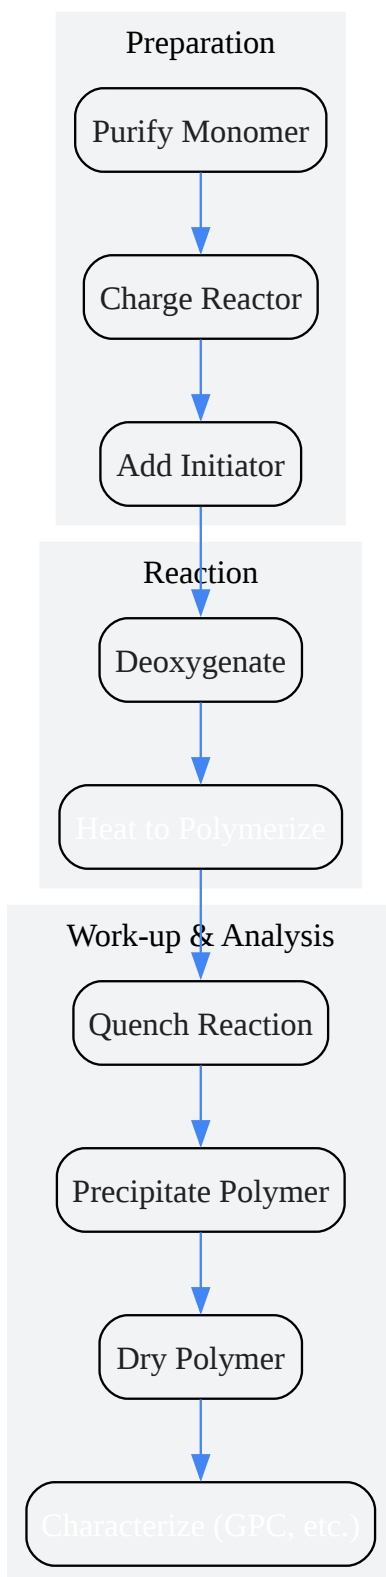 Preparation
Purify Monomer
Charge Reactor
Add Initiator
Reaction
Deoxygenate
Heat to Polymerize
Work-up & Analysis
Quench Reaction
Precipitate Polymer
Dry Polymer
Characterize (GPC, etc.)